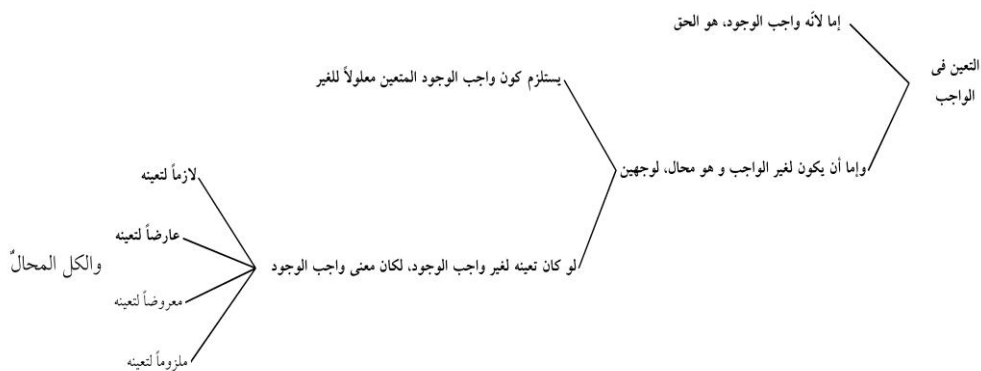 التعين فى
الواجب
إما لانّه واجب الوجود، هو الحق
وإما أن يكون لغير الواجب و هو محال، لوجهين
يستلزم كون واجب الوجود المتعين معلولاً للغير
لو كان تعينه لغير واجب الوجود، لكان معنى واجب الوجود
لازماً لتعينه
عارضاً لتعينه
معروضاً لتعينه
ملزوماً لتعينه
والكل المحالٌ